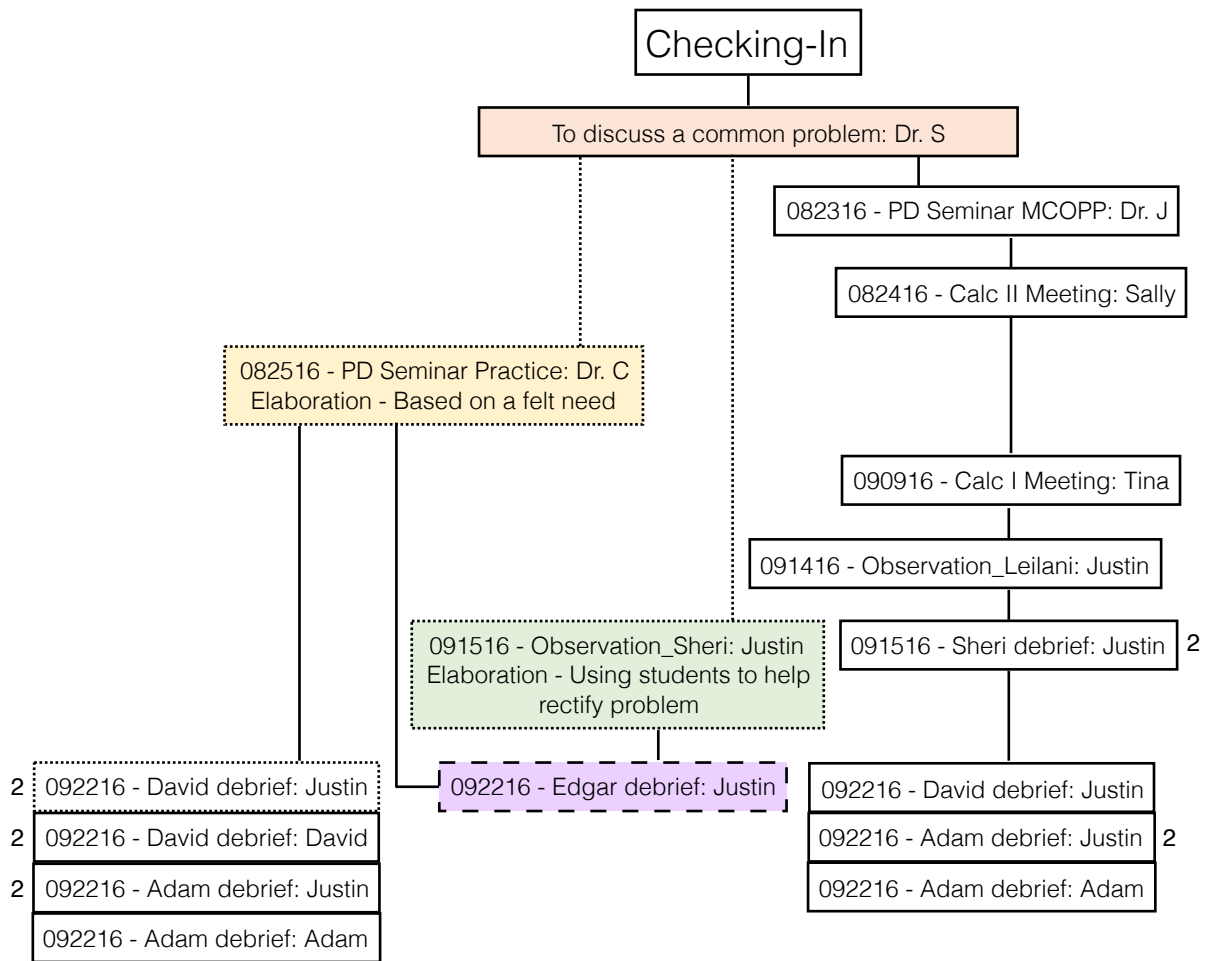 Checking-In
To discuss a common problem: Dr. S
082316 - PD Seminar MCOPP: Dr. J
082416 - Calc II Meeting: Sally
082516 - PD Seminar Practice: Dr. C
Elaboration - Based on a felt need
090916 - Calc I Meeting: Tina
091416 - Observation_Leilani: Justin
091516 - Observation_Sheri: Justin
Elaboration - Using students to help
rectify problem
091516 - Sheri debrief: Justin 2
2 092216 - David debrief: Justin
2 092216 - David debrief: David
2 092216 - Adam debrief: Justin
092216 - Adam debrief: Adam
092216 - Edgar debrief: Justin
092216 - David debrief: Justin
092216 - Adam debrief: Justin 2
092216 - Adam debrief: Adam